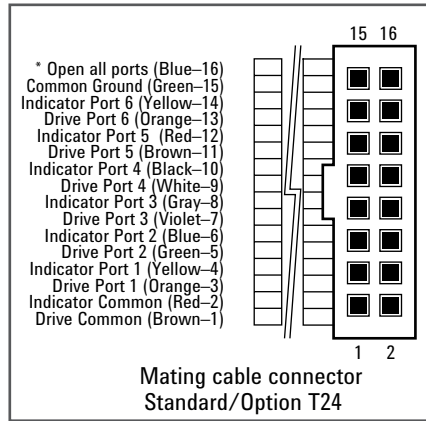 15 16
* Open all ports (Blue–16)
Common Ground (Green–15)
Indicator Port 6 (Yellow–14)
Drive Port 6 (Orange–13)
Indicator Port 5 (Red–12)
Drive Port 5 (Brown–11)
Indicator Port 4 (Black–10)
Drive Port 4 (White–9)
Indicator Port 3 (Gray–8)
Drive Port 3 (Violet–7)
Indicator Port 2 (Blue–6)
Drive Port 2 (Green–5)
Indicator Port 1 (Yellow–4)
Drive Port 1 (Orange–3)
Indicator Common (Red–2)
Drive Common (Brown–1)
1 2
Mating cable connector
Standard/Option T24